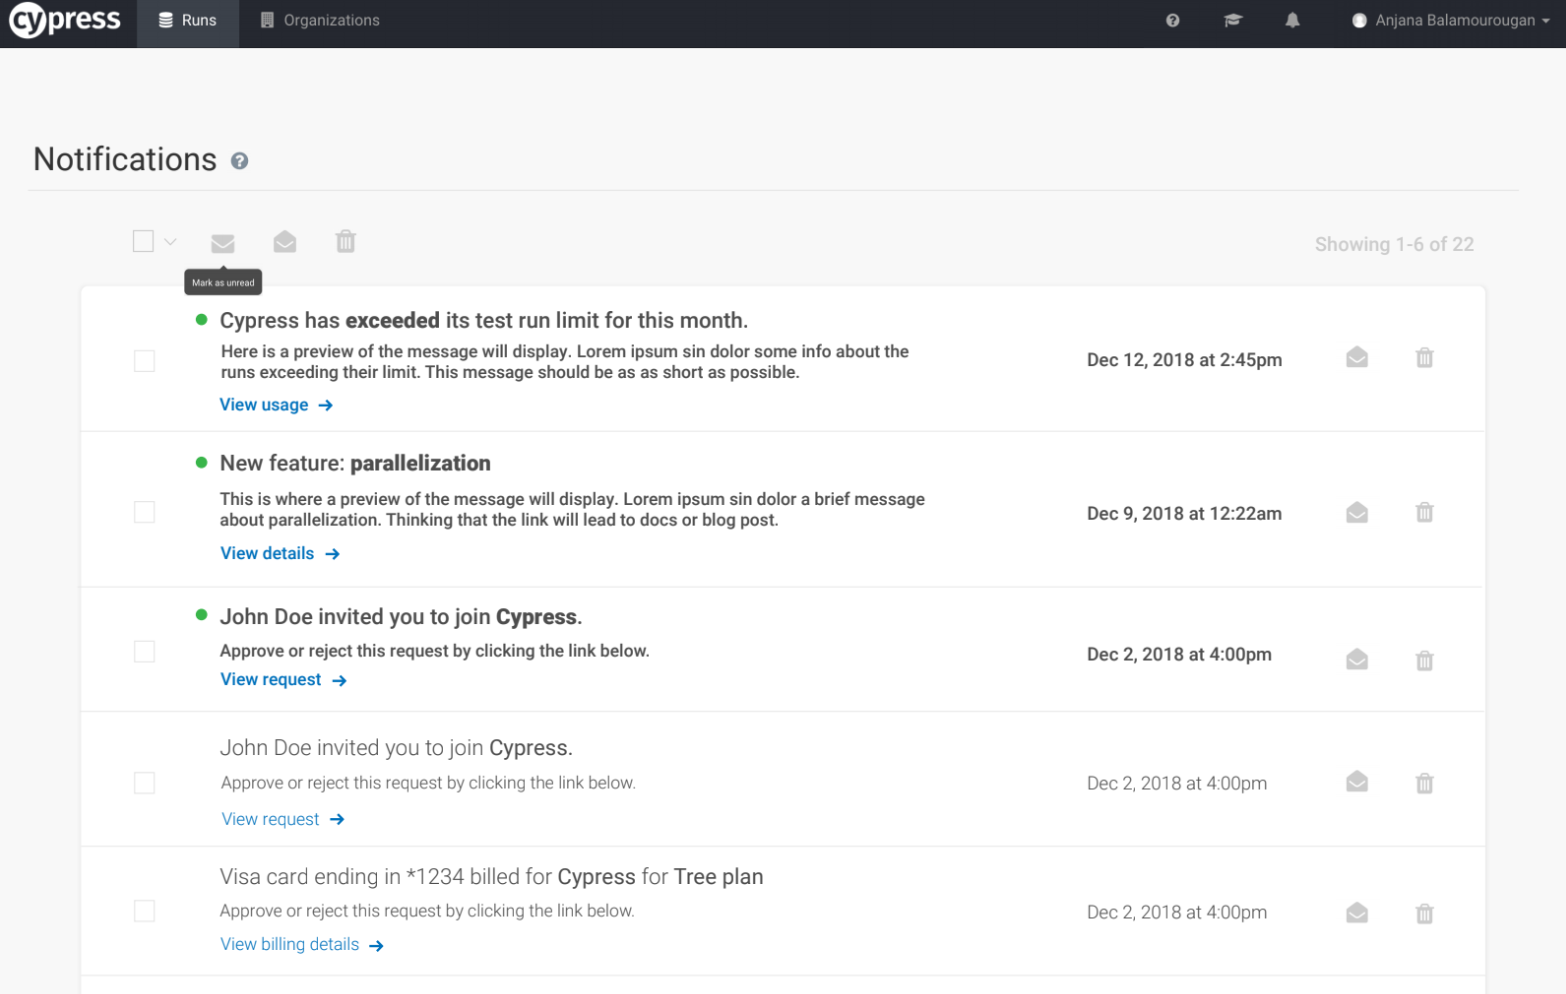 cypress Runs Organizations Anjana Balamourougan
Notifications
Showing 1-6 of 22
Mark as unread
Cypress has exceeded its test run limit for this month.
Here is a preview of the message will display. Lorem ipsum sin dolor some info about the
runs exceeding their limit. This message should be as as short as possible.
Dec 12, 2018 at 2:45pm
View usage
New feature: parallelization
This is where a preview of the message will display. Lorem ipsum sin dolor a brief message
about parallelization. Thinking that the link will lead to docs or blog post.
Dec 9, 2018 at 12:22am
View details
John Doe invited you to join Cypress.
Approve or reject this request by clicking the link below.
Dec 2, 2018 at 4:00pm
View request
John Doe invited you to join Cypress.
Approve or reject this request by clicking the link below.
Dec 2, 2018 at 4:00pm
View request
Visa card ending in *1234 billed for Cypress for Tree plan
Approve or reject this request by clicking the link below.
Dec 2, 2018 at 4:00pm
View billing details